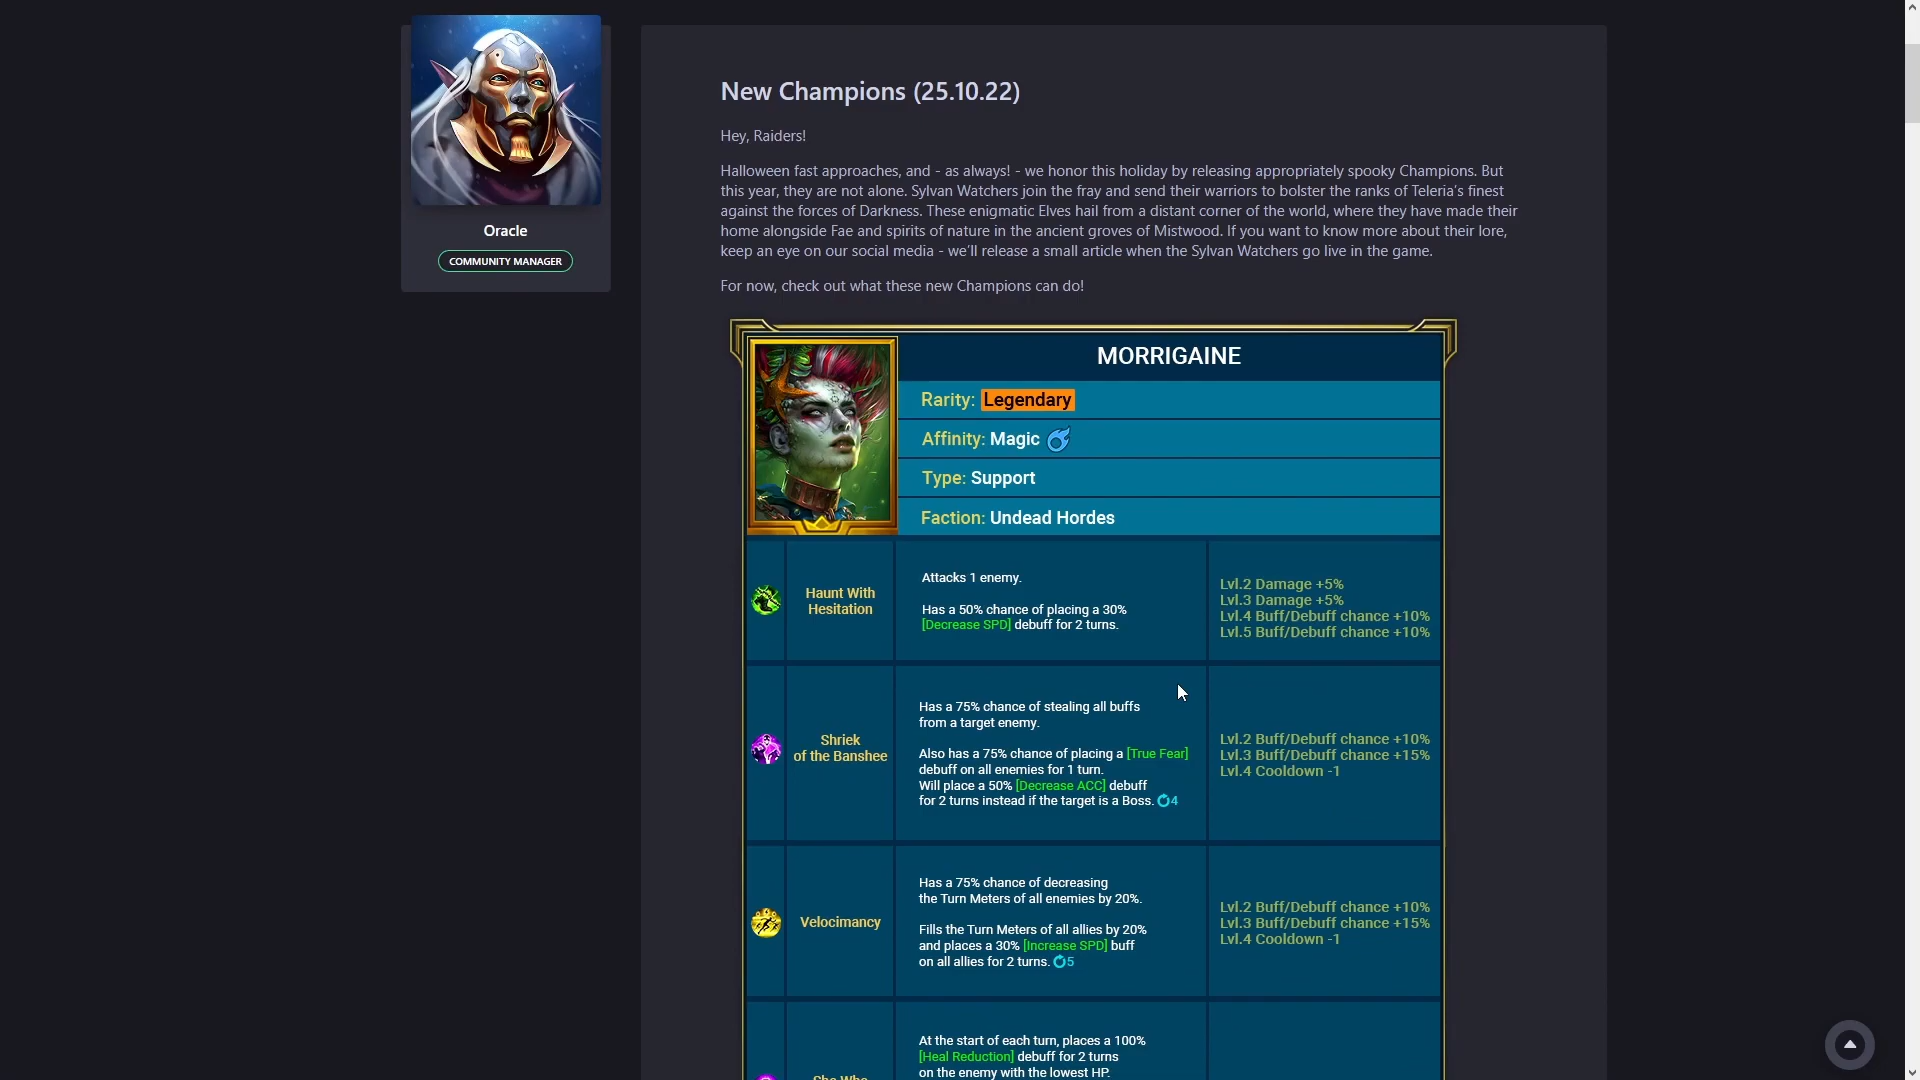 New Champions (25.10.22)
Hey, Raiders!
Halloween fast approaches, and - as always! - we honor this holiday by releasing appropriately spooky Champions. But
this year, they are not alone. Sylvan Watchers join the fray and send their warriors to bolster the ranks of Teleria's finest
against the forces of Darkness. These enigmatic Elves hail from a distant corner of the world, where they have made their
home alongside Fae and spirits of nature in the ancient groves of Mistwood. If you want to know more about their lore,
keep an eye on our social media - we'll release a small article when the Sylvan Watchers go live in the game.
For now, check out what these new Champions can do!
Oracle
COMMUNITY MANAGER
MORRIGAINE
Rarity: Legendary
Affinity: Magic
Type: Support
Faction: Undead Hordes
Haunt With
Hesitation
Attacks 1 enemy.
Has a 50% chance of placing a 30%
[Decrease SPD] debuff for 2 turns.
Lvl.2 Damage +5%
Lvl.3 Damage +5%
Lvl.4 Buff/Debuff chance +10%
Lvl.5 Buff/Debuff chance +10%
Shriek
of the Banshee
Has a 75% chance of stealing all buffs
from a target enemy.
Also has a 75% chance of placing a [True Fear]
debuff on all enemies for 1 turn.
Will place a 50% [Decrease ACC] debuff
for 2 turns instead if the target is a Boss. 4
Lvl.2 Buff/Debuff chance +10%
Lvl.3 Buff/Debuff chance +15%
Lvl.4 Cooldown -1
Velocimancy
Has a 75% chance of decreasing
the Turn Meters of all enemies by 20%.
Fills the Turn Meters of all allies by 20%
and places a 30% [Increase SPD] buff
on all allies for 2 turns. 5
Lvl.2 Buff/Debuff chance +10%
Lvl.3 Buff/Debuff chance +15%
Lvl.4 Cooldown -1
She Who
At the start of each turn, places a 100%
[Heal Reduction] debuff for 2 turns
on the enemy with the lowest HP.